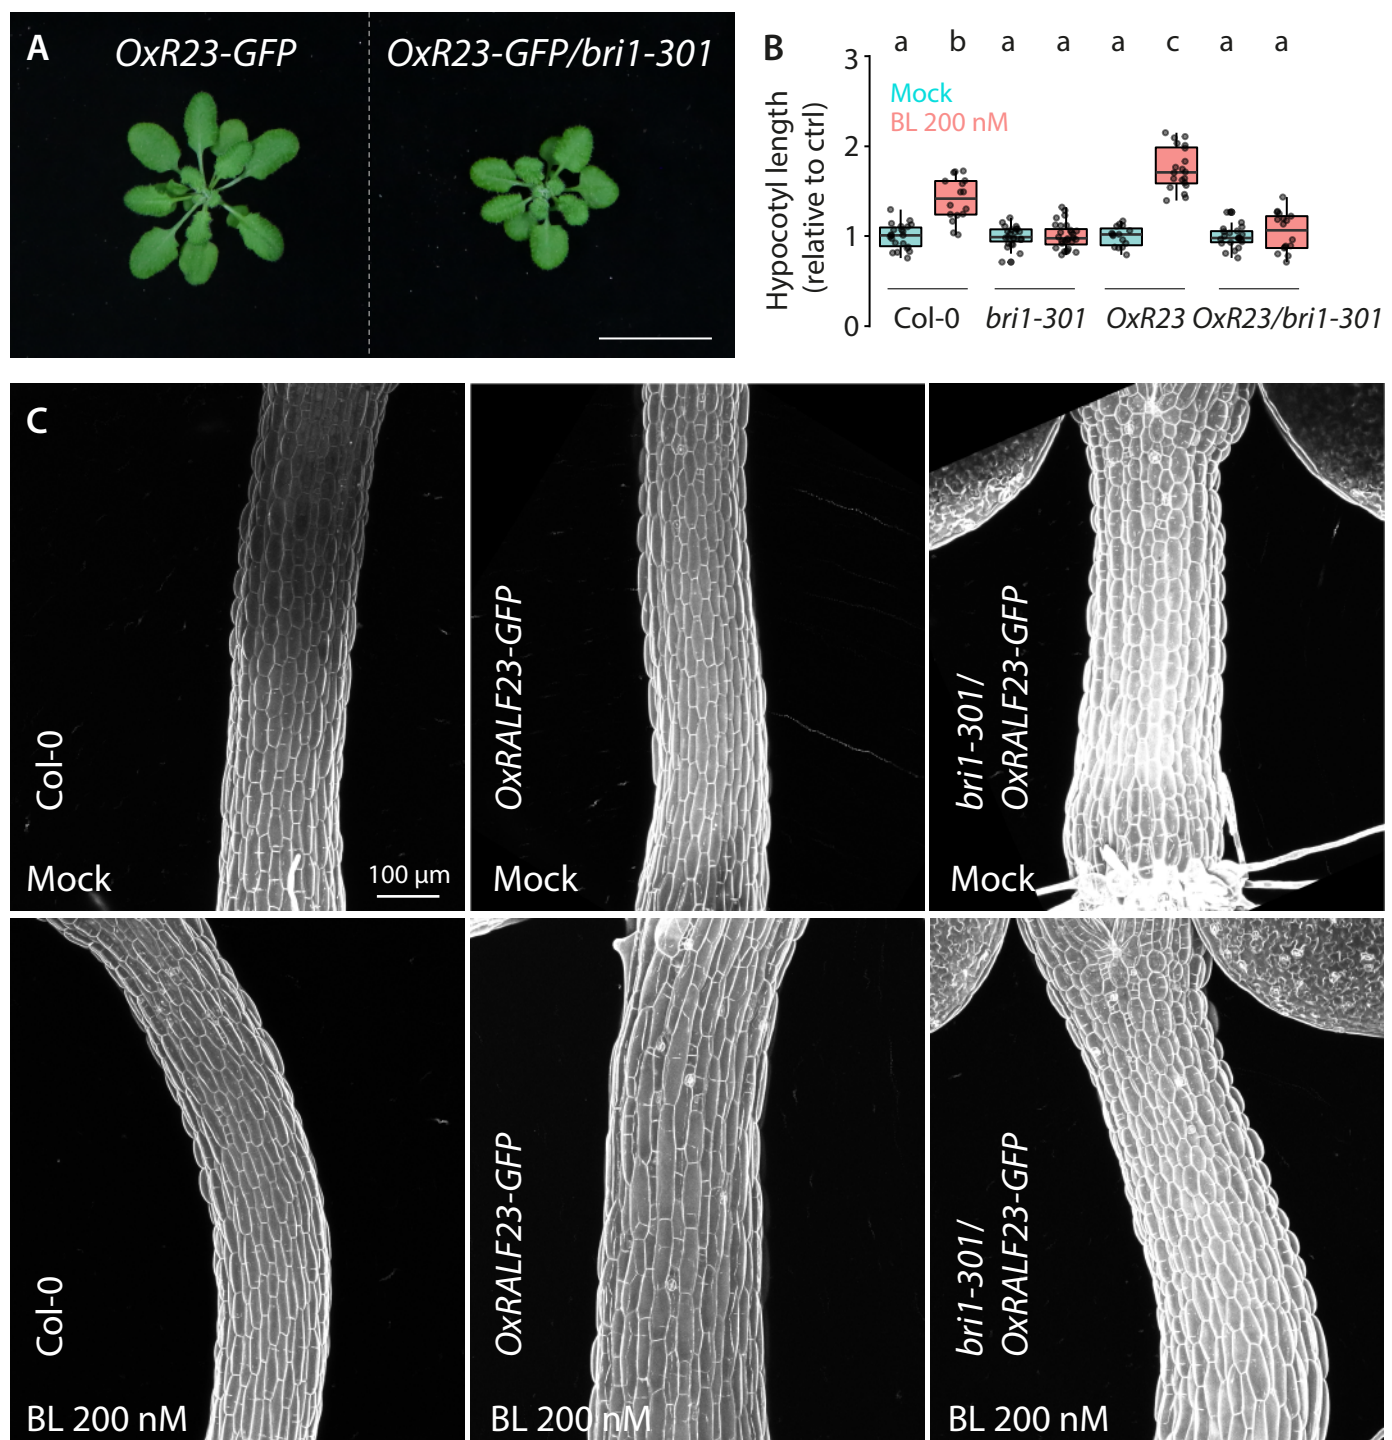 A
OxR23-GFP
OxR23-GFP/bri1-301
B
a b a a a c a a
3
2
1
0
Hypocotyl length
(relative to ctrl)
Mock
BL 200 nM
Col-0 bri1-301 OxR23 OxR23/bri1-301
C
Col-0
Mock
100 µm
OxRALF23-GFP
Mock
bri1-301/
OxRALF23-GFP
Mock
Col-0
BL 200 nM
OxRALF23-GFP
BL 200 nM
bri1-301/
OxRALF23-GFP
BL 200 nM